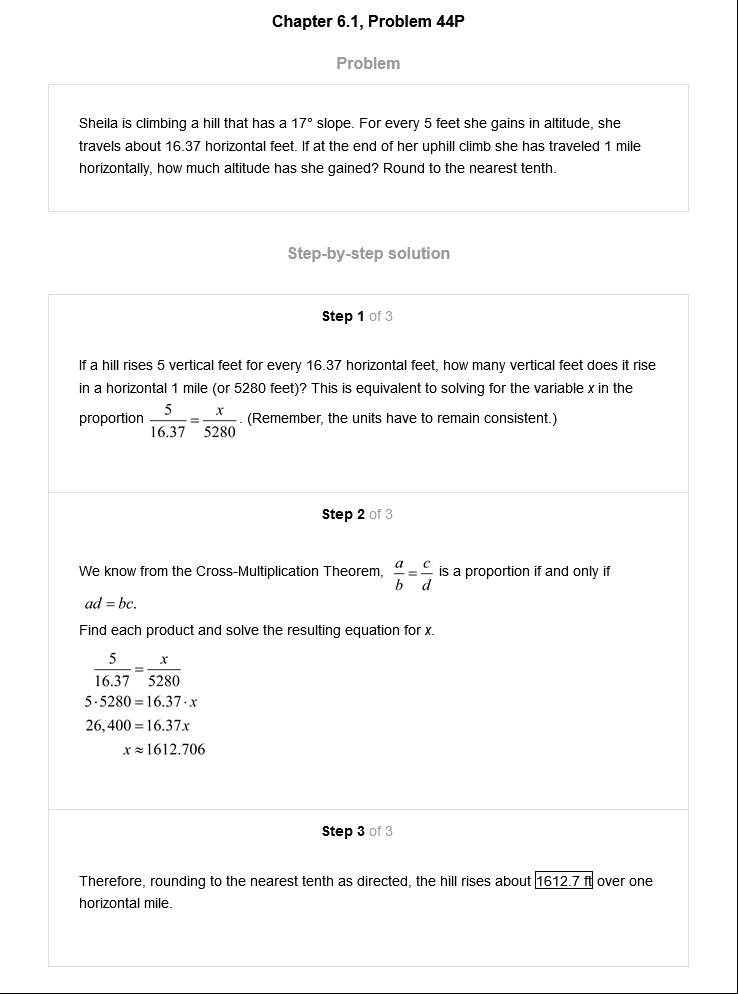 Chapter 6.1, Problem 44P
Problem
Sheila is climbing a hill that has a 17° slope. For every 5 feet she gains in altitude, she
travels about 16.37 horizontal feet. If at the end of her uphill climb she has traveled 1 mile
horizontally, how much altitude has she gained? Round to the nearest tenth.
Step-by-step solution
Step 1 of 3
If a hill rises 5 vertical feet for every 16.37 horizontal feet, how many vertical feet does it rise
in a horizontal 1 mile (or 5280 feet)? This is equivalent to solving for the variable x in the
proportion 5/16.37 = x/5280. (Remember, the units have to remain consistent.)
Step 2 of 3
We know from the Cross-Multiplication Theorem, a/b = c/d is a proportion if and only if
ad = bc.
Find each product and solve the resulting equation for x.
5/16.37 = x/5280
5·5280 = 16.37·x
26,400 = 16.37x
x ≈ 1612.706
Step 3 of 3
Therefore, rounding to the nearest tenth as directed, the hill rises about 1612.7 ft over one
horizontal mile.